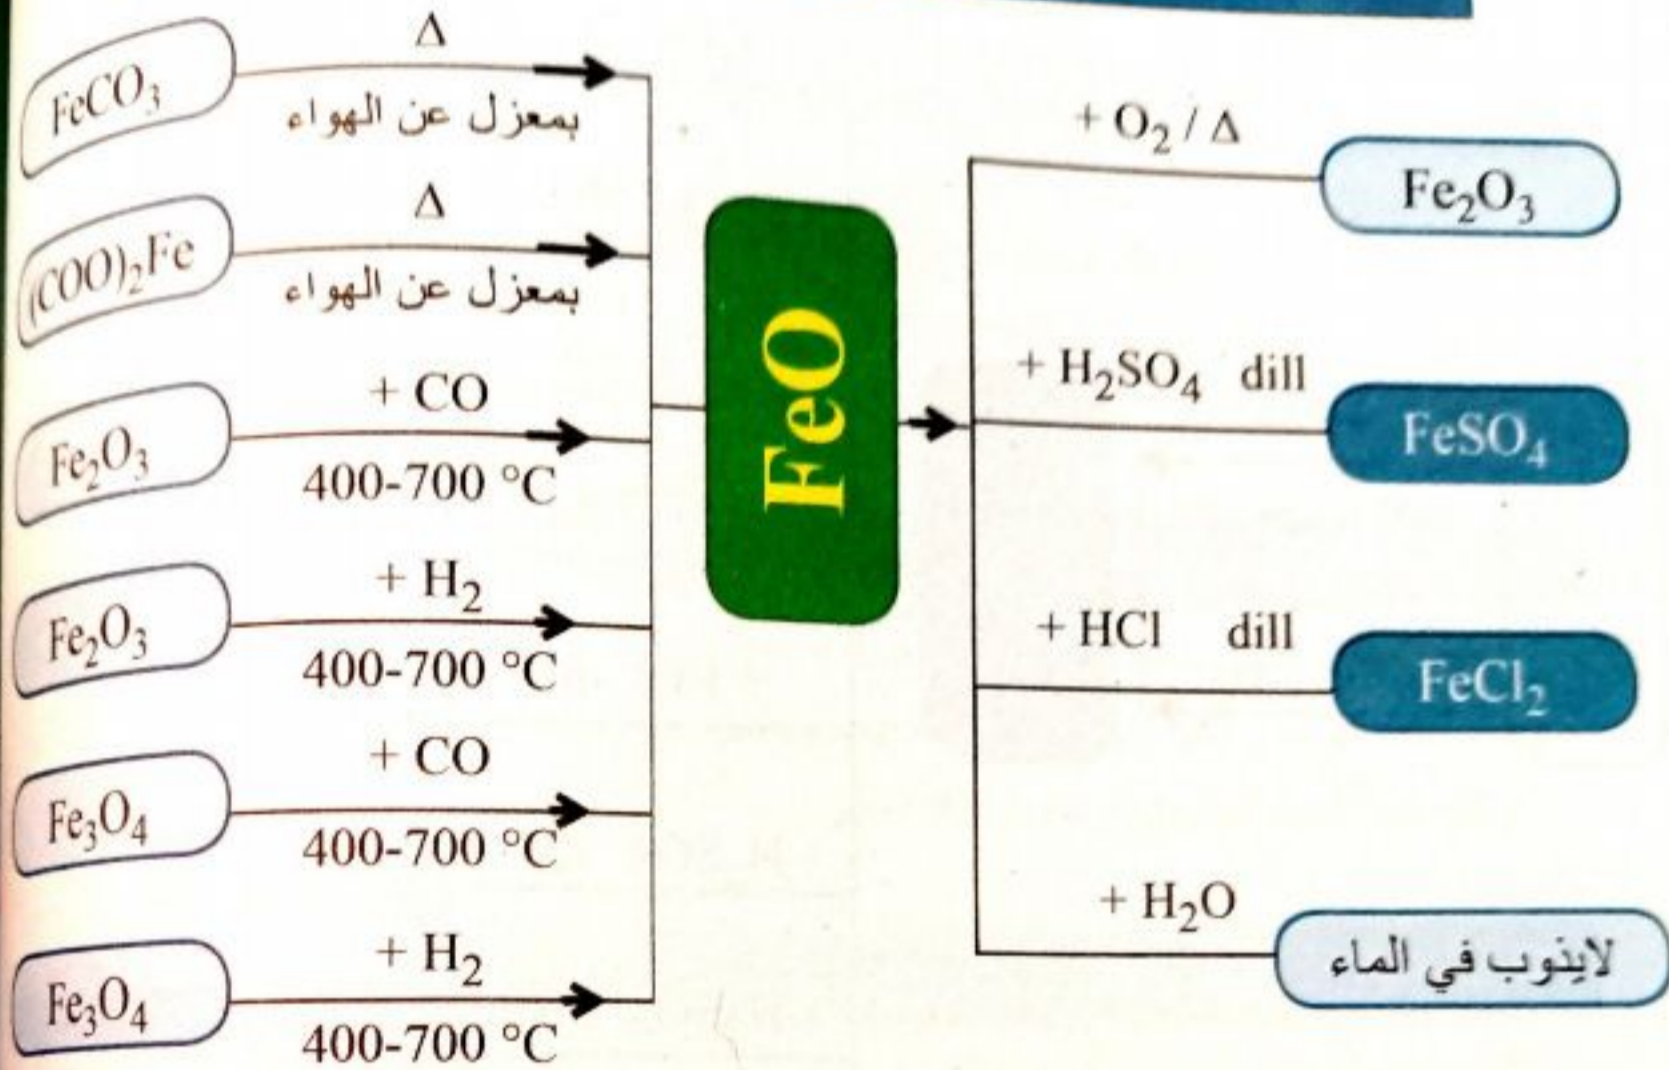 FeCO₃
Δ
بمعزل عن الهواء
(COO)₂Fe
Δ
بمعزل عن الهواء
Fe₂O₃
+ CO
400-700 °C
Fe₂O₃
+ H₂
400-700 °C
Fe₃O₄
+ CO
400-700 °C
Fe₃O₄
+ H₂
400-700 °C
FeO
+ O₂ / Δ
Fe₂O₃
+ H₂SO₄ dill
FeSO₄
+ HCl dill
FeCl₂
+ H₂O
لايذوب في الماء